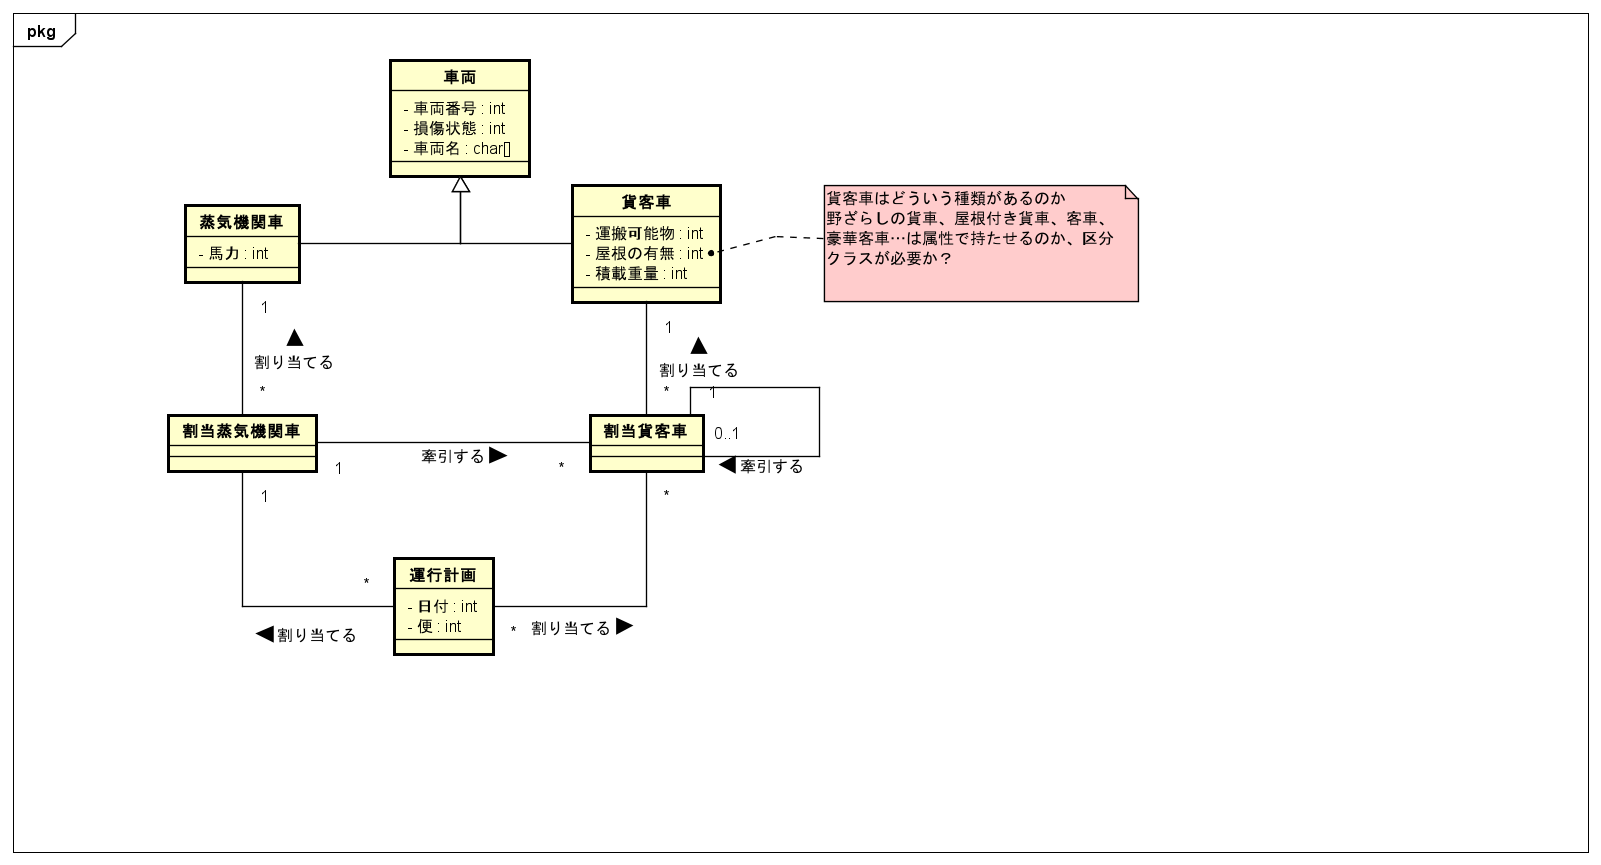 pkg
車両
- 車両番号 : int
- 損傷状態 : int
- 車両名 : char[]
蒸気機関車
- 馬力 : int
貨客車
- 運搬可能物 : int
- 屋根の有無 : int
- 積載重量 : int
貨客車はどういう種類があるのか
野ざらしの貨車、屋根付き貨車、客車、
豪華客車…は属性で持たせるのか、区分
クラスが必要か？
1
割り当てる
*
1
割り当てる
*
1
割当蒸気機関車
割当貨客車
0..1
牽引する
1
牽引する
*
1
*
運行計画
- 日付 : int
- 便 : int
*
割り当てる
*
割り当てる